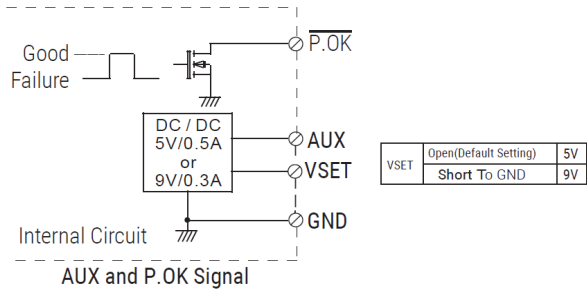 Good
Failure
P.OK
DC / DC
5V/0.5A
or
9V/0.3A
AUX
VSET
GND
Internal Circuit
AUX and P.OK Signal
VSET
Open(Default Setting) 5V
Short To GND 9V